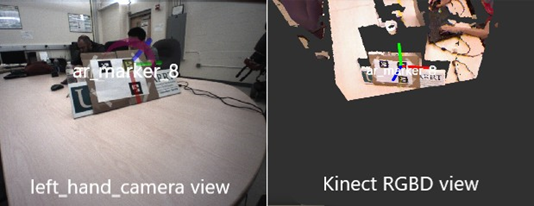 ar_marker_8
left_hand_camera view
ar_marker_8
Kinect RGBD view